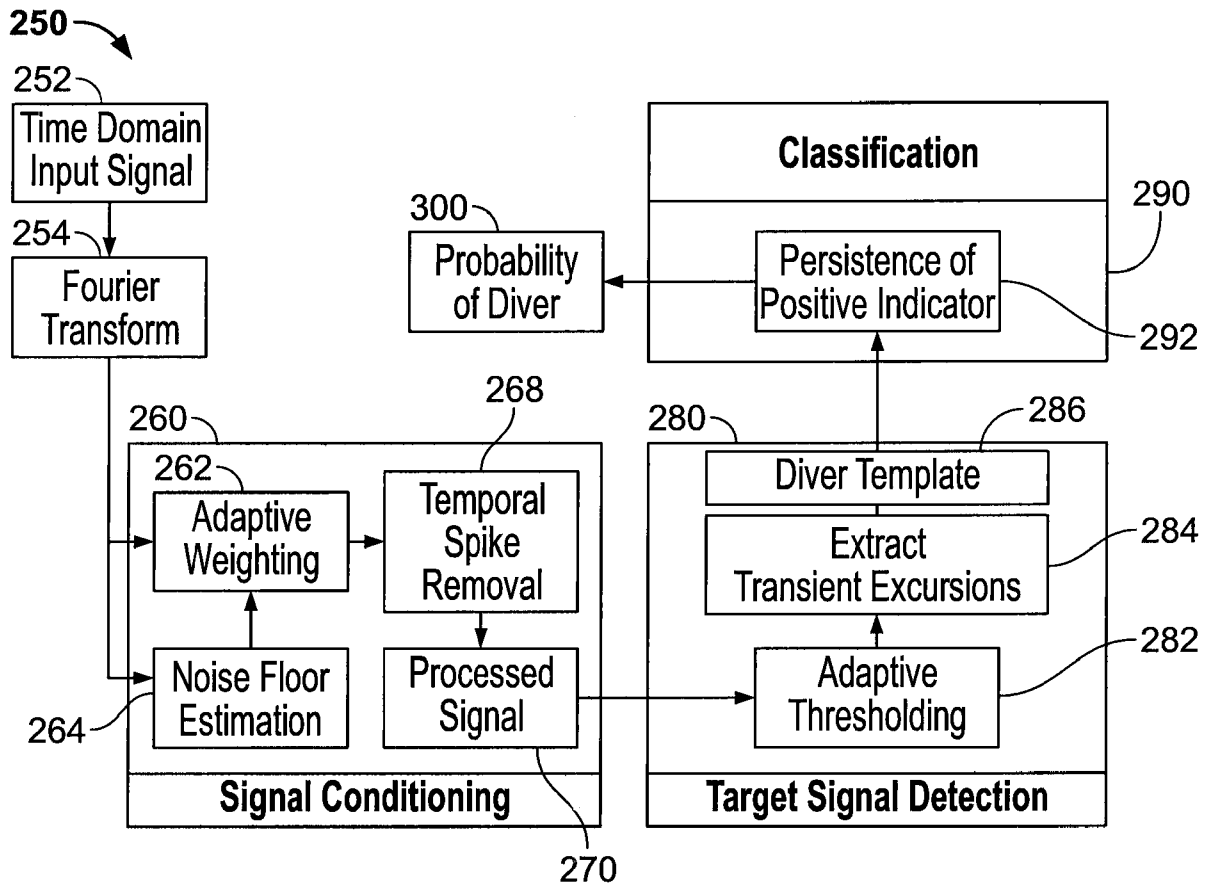 250
252
Time Domain
Input Signal
254
Fourier
Transform
Classification
290
300
Probability
of Diver
Persistence of
Positive Indicator
292
260
262
Adaptive
Weighting
268
Temporal
Spike
Removal
Noise Floor
Estimation
264
Processed
Signal
Signal Conditioning
270
280
286
Diver Template
Extract
Transient Excursions
284
Adaptive
Thresholding
282
Target Signal Detection